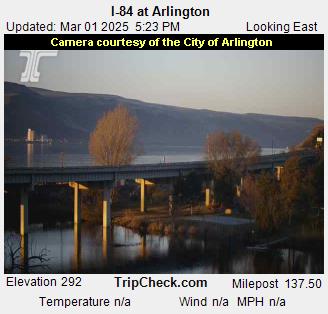 I-84 at Arlington
Updated: Mar 01 2025 5:23 PM Looking East
Camera courtesy of the City of Arlington
Elevation 292 TripCheck.com Milepost 137.50
Temperature n/a Wind n/a MPH n/a